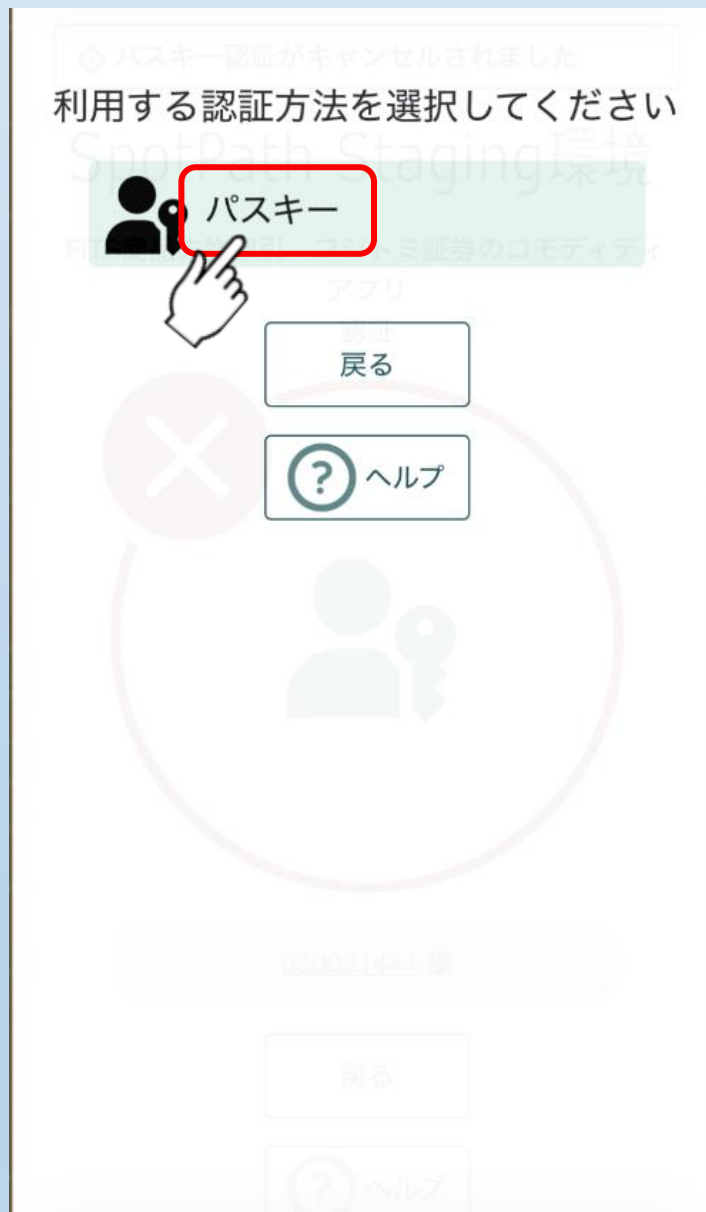 パスキー認証がキャンセルされました
利用する認証方法を選択してください
SpotPath Staging環境
パスキー
アプリ
認証
戻る
? ヘルプ
戻る
? ヘルプ